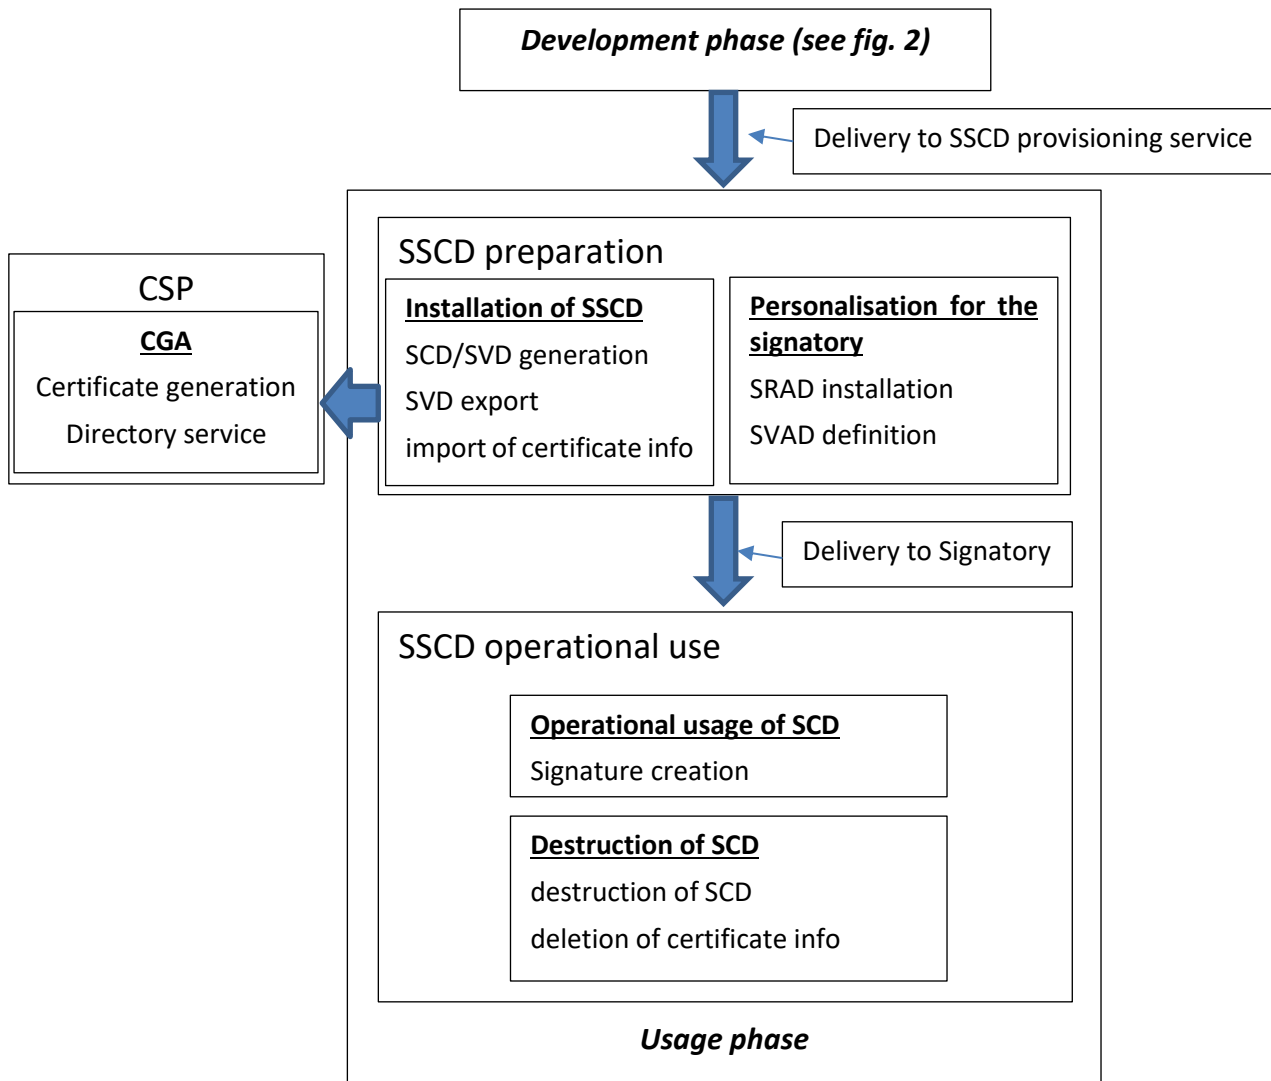 Development phase (see fig. 2)
Delivery to SSCD provisioning service
SSCD preparation
CSP
CGA
Certificate generation
Directory service
Installation of SSCD
SCD/SVD generation
SVD export
import of certificate info
Personalisation for the
signatory
SRAD installation
SVAD definition
Delivery to Signatory
SSCD operational use
Operational usage of SCD
Signature creation
Destruction of SCD
destruction of SCD
deletion of certificate info
Usage phase